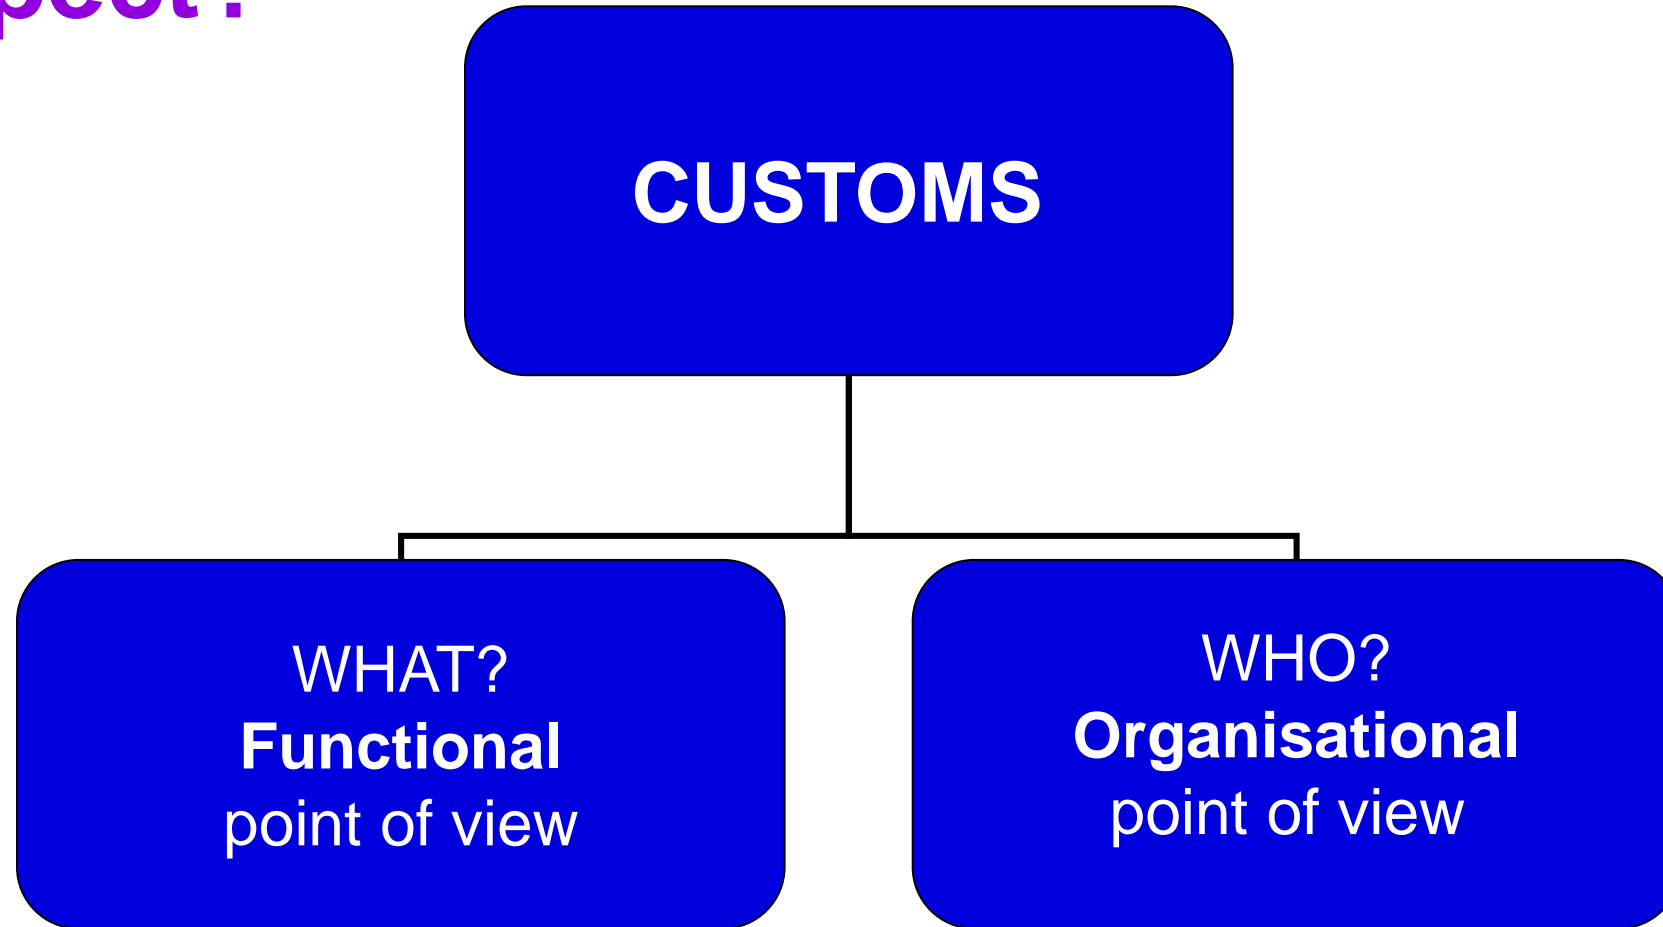 CUSTOMS
WHAT?
Functional
point of view
WHO?
Organisational
point of view